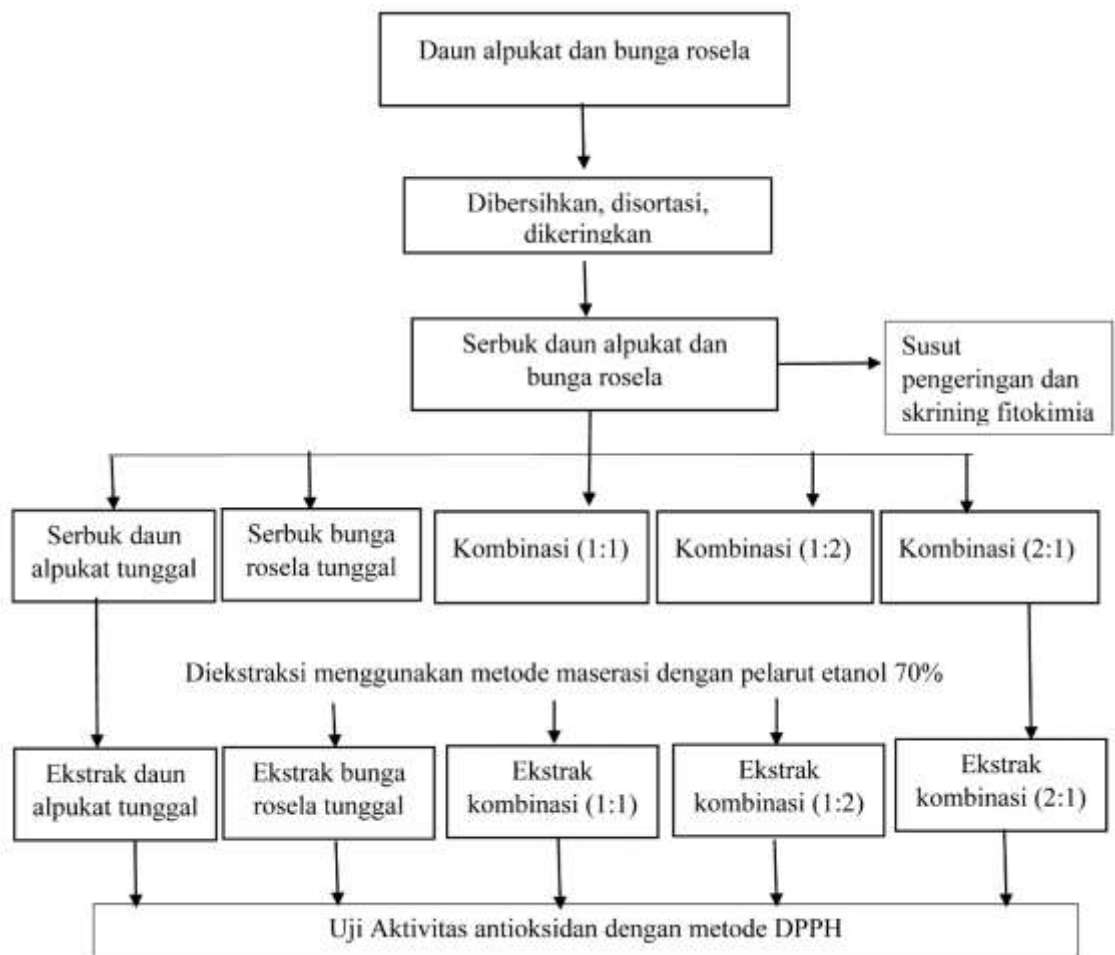 Daun alpukat dan bunga rosela
Dibersihkan, disortasi,
dikeringkan
Serbuk daun alpukat dan
bunga rosela
Susut
pengeringan dan
skrining fitokimia
Serbuk daun
alpukat tunggal
Serbuk bunga
rosela tunggal
Kombinasi (1:1)
Kombinasi (1:2)
Kombinasi (2:1)
Diekstraksi menggunakan metode maserasi dengan pelarut etanol 70%
Ekstrak daun
alpukat tunggal
Ekstrak bunga
rosela tunggal
Ekstrak
kombinasi (1:1)
Ekstrak
kombinasi (1:2)
Ekstrak
kombinasi (2:1)
Uji Aktivitas antioksidan dengan metode DPPH